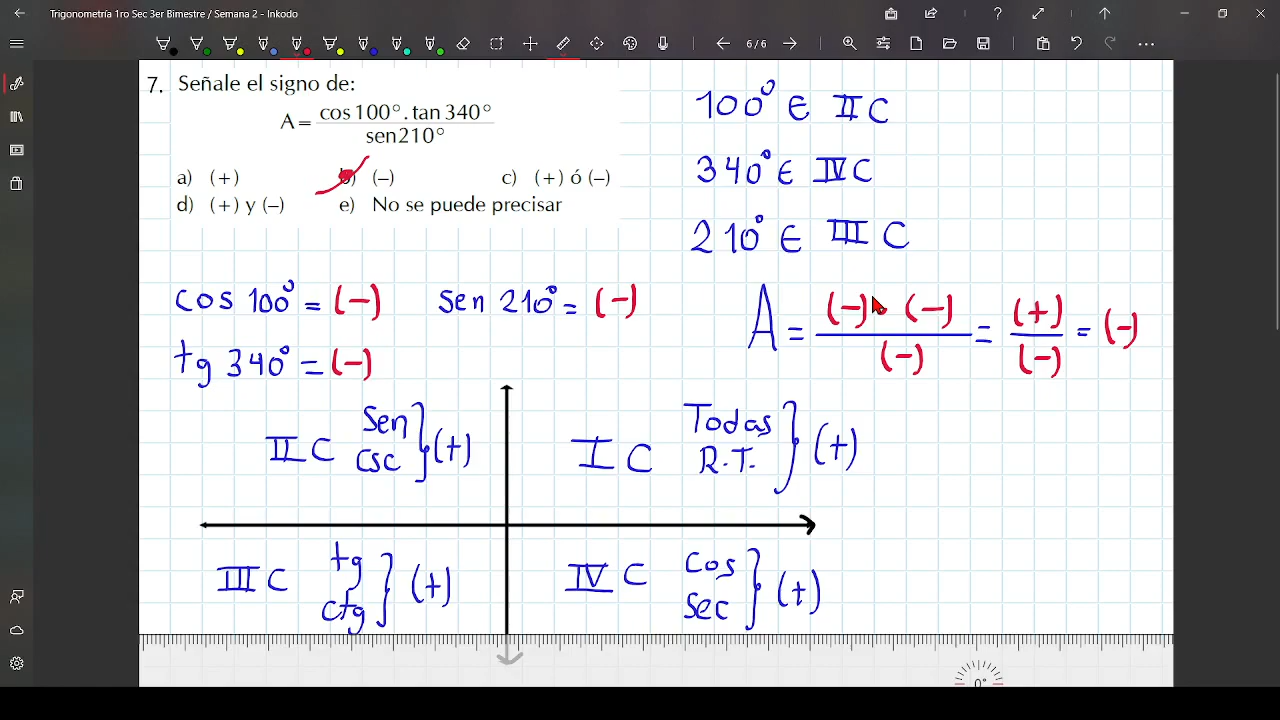 Trigonometría 1ro Sec 3er Bimestre / Semana 2 - Inkodo
6 / 6
7. Señale el signo de:
A = cos 100° . tan 340°
sen210°
a) (+) b) (–) c) (+) ó (–)
d) (+) y (–) e) No se puede precisar
100° ∈ II C
340° ∈ IV C
210° ∈ III C
cos 100° = (-) sen 210° = (-)
tg 340° = (-)
A = (-) · (-) = (+) = (-)
(-) (-)
II C Sen csc } (+)
I C Todas R.T. } (+)
III C tg ctg } (+)
IV C cos sec } (+)
0°